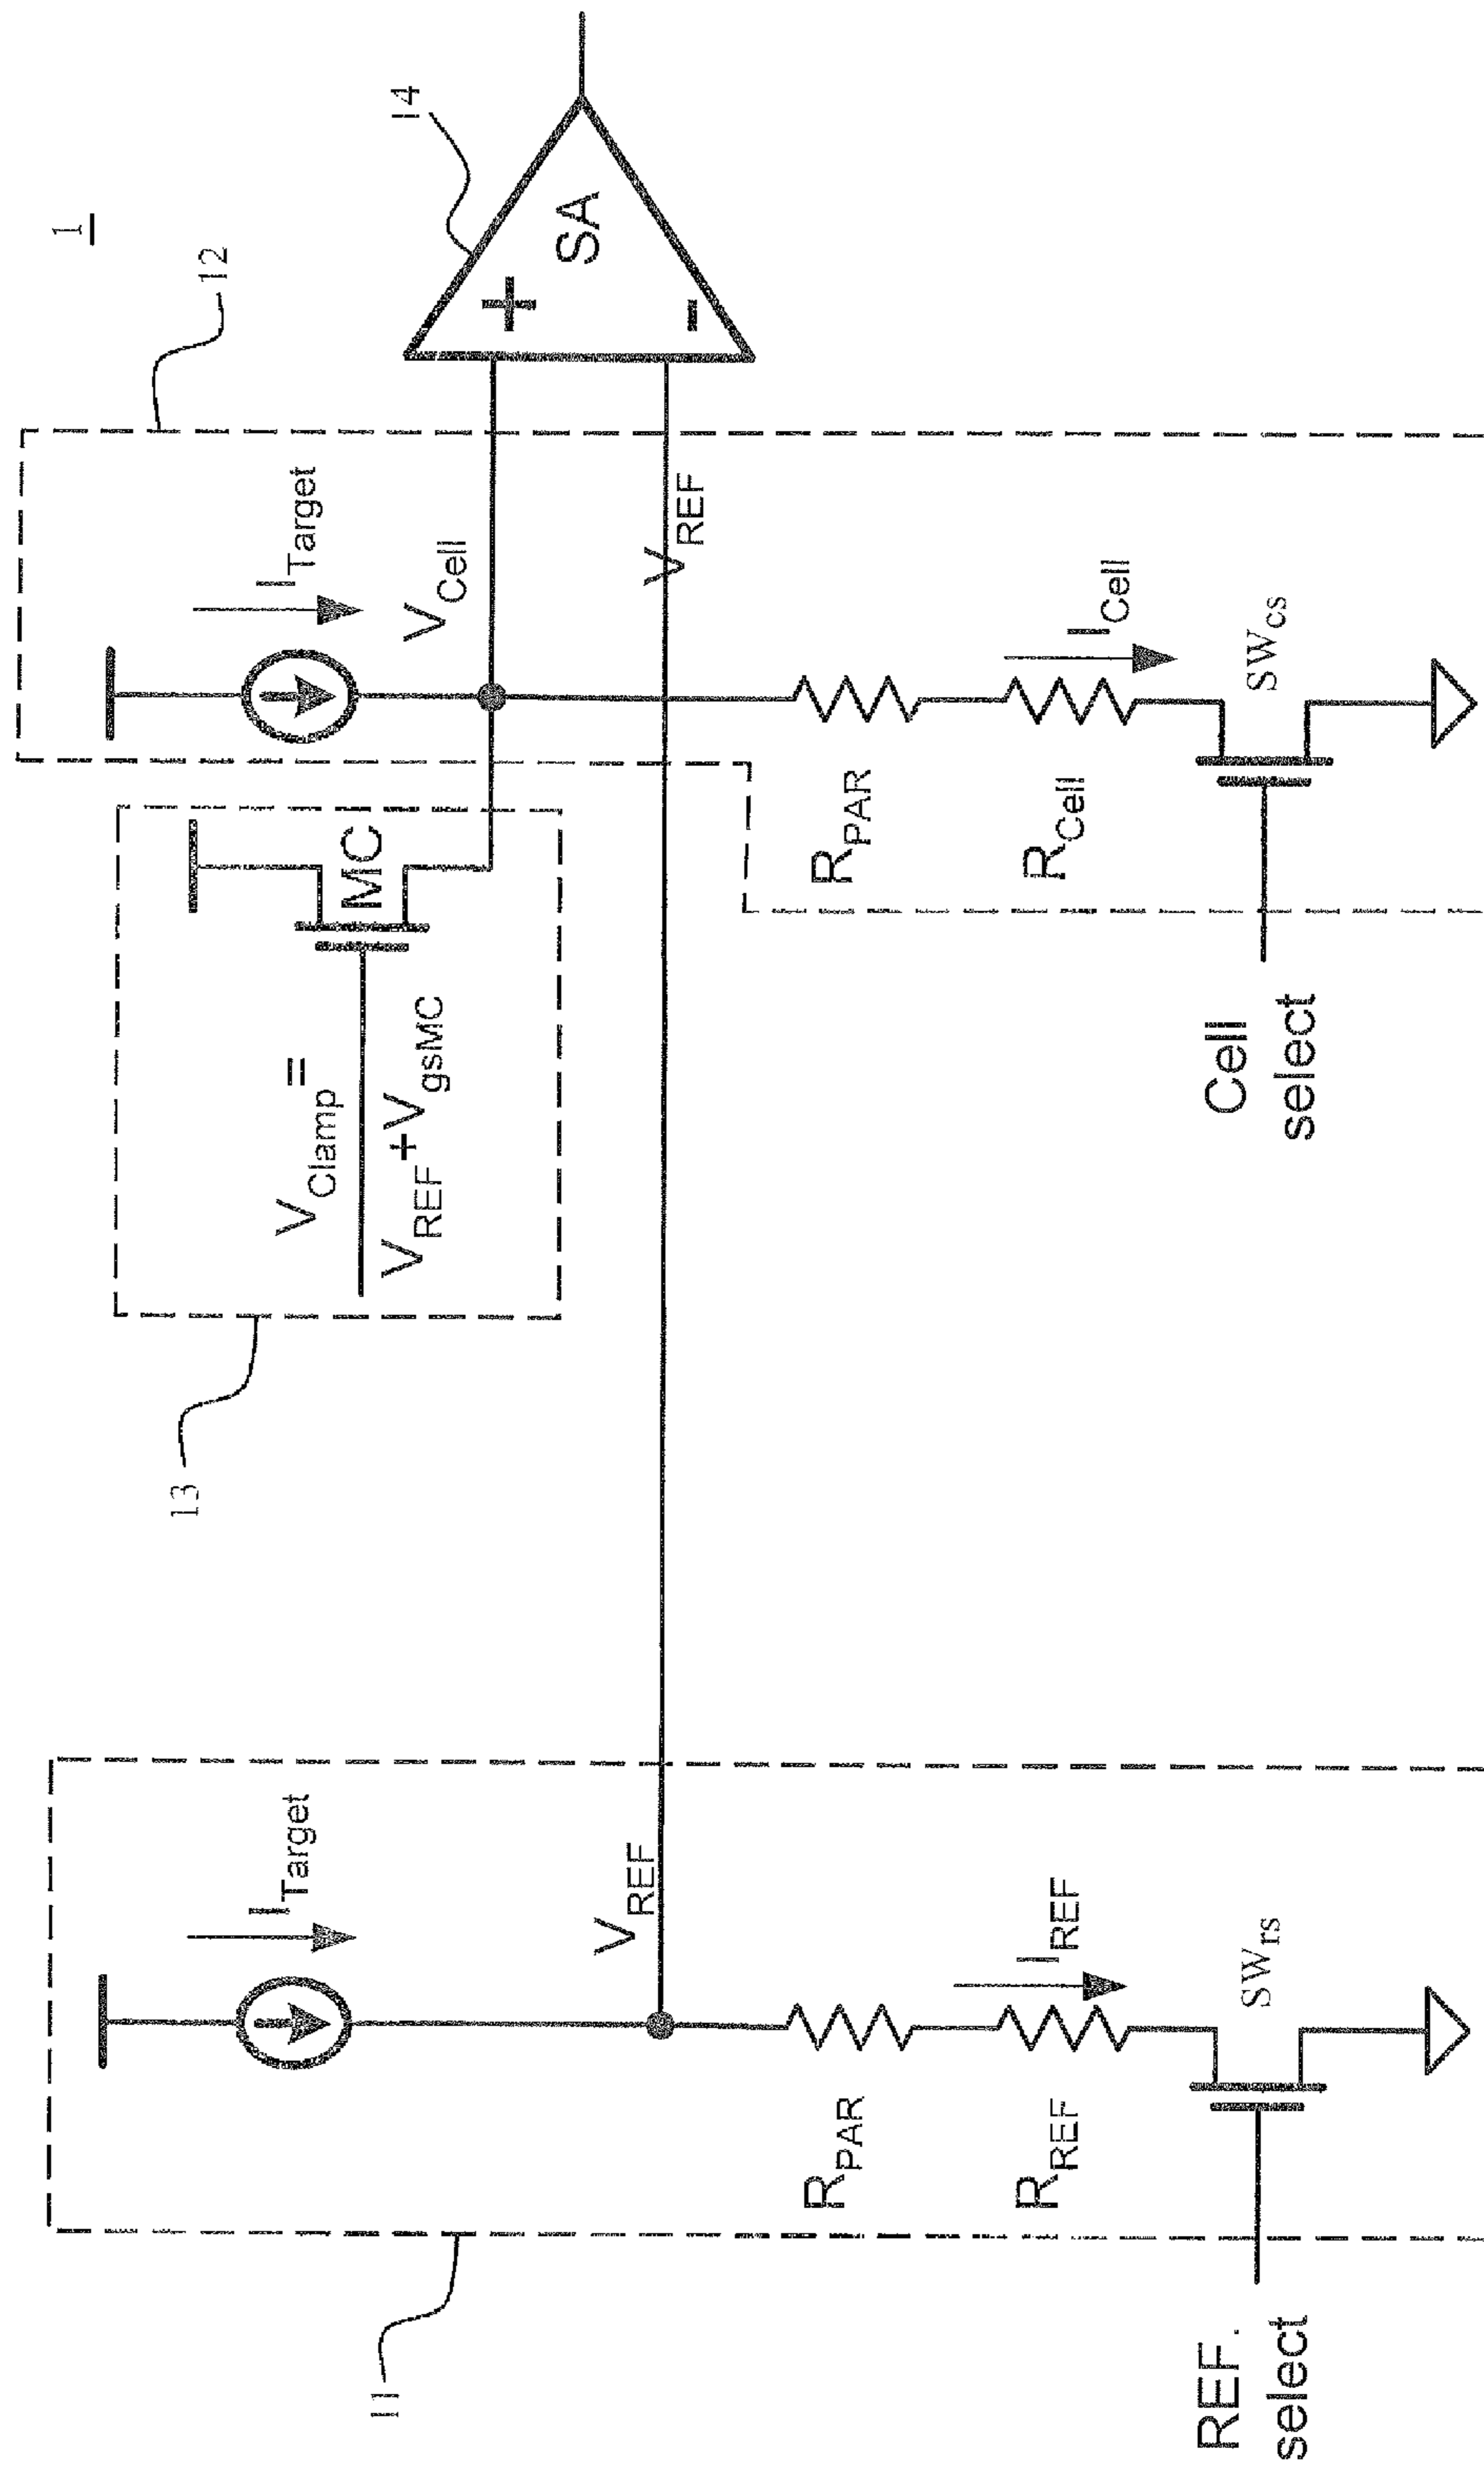 1
11
I_Target
V_REF
R_PAR
R_REF
I_REF
SW_rs
REF.
select
13
V_Clamp =
V_REF+V_gsMC
MC
12
I_Target
V_Cell
V_REF
R_PAR
R_Cell
I_Cell
SW_cs
Cell
select
14
+
SA
-